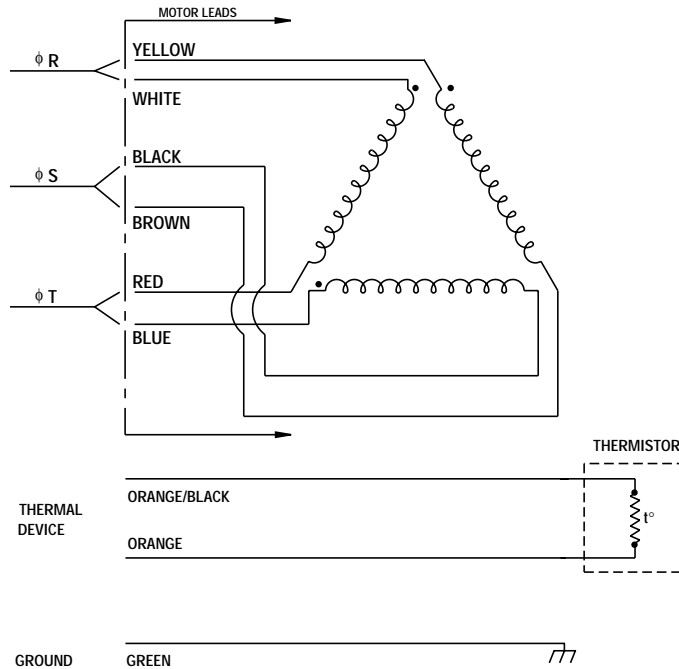 MOTOR LEADS
ϕ R
YELLOW
WHITE
ϕ S
BLACK
BROWN
ϕ T
RED
BLUE
THERMISTOR
THERMAL
DEVICE
ORANGE/BLACK
t°
ORANGE
GROUND
GREEN